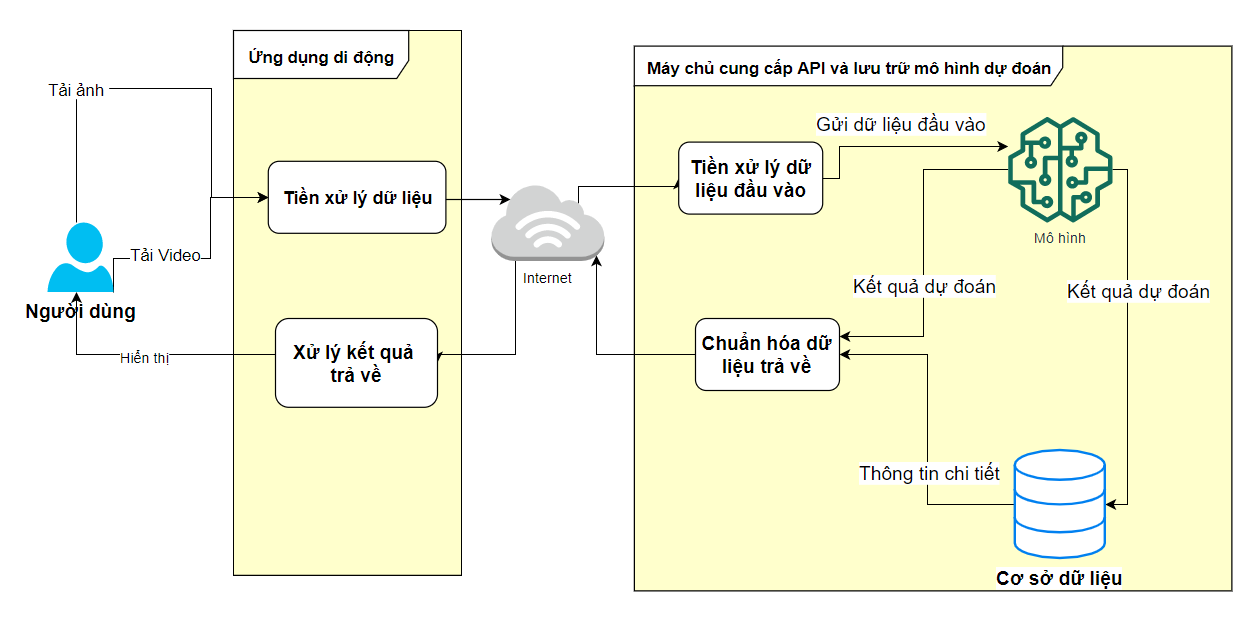 Ứng dụng di động
Máy chủ cung cấp API và lưu trữ mô hình dự đoán
Tải ảnh
Gửi dữ liệu đầu vào
Tiền xử lý dữ liệu
Tiền xử lý dữ
liệu đầu vào
Mô hình
Tải Video
Internet
Người dùng
Kết quả dự đoán
Kết quả dự đoán
Hiển thị
Xử lý kết quả
trả về
Chuẩn hóa dữ
liệu trả về
Thông tin chi tiết
Cơ sở dữ liệu